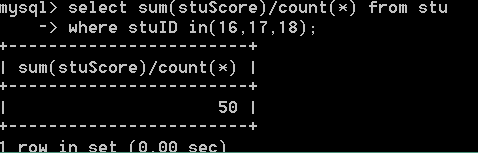 mysql> select sum(stuScore)/count(*) from stu
    -> where stuID in(16,17,18);
+------------------------+
| sum(stuScore)/count(*) |
+------------------------+
|                     50 |
+------------------------+
1 row in set (0.00 sec)